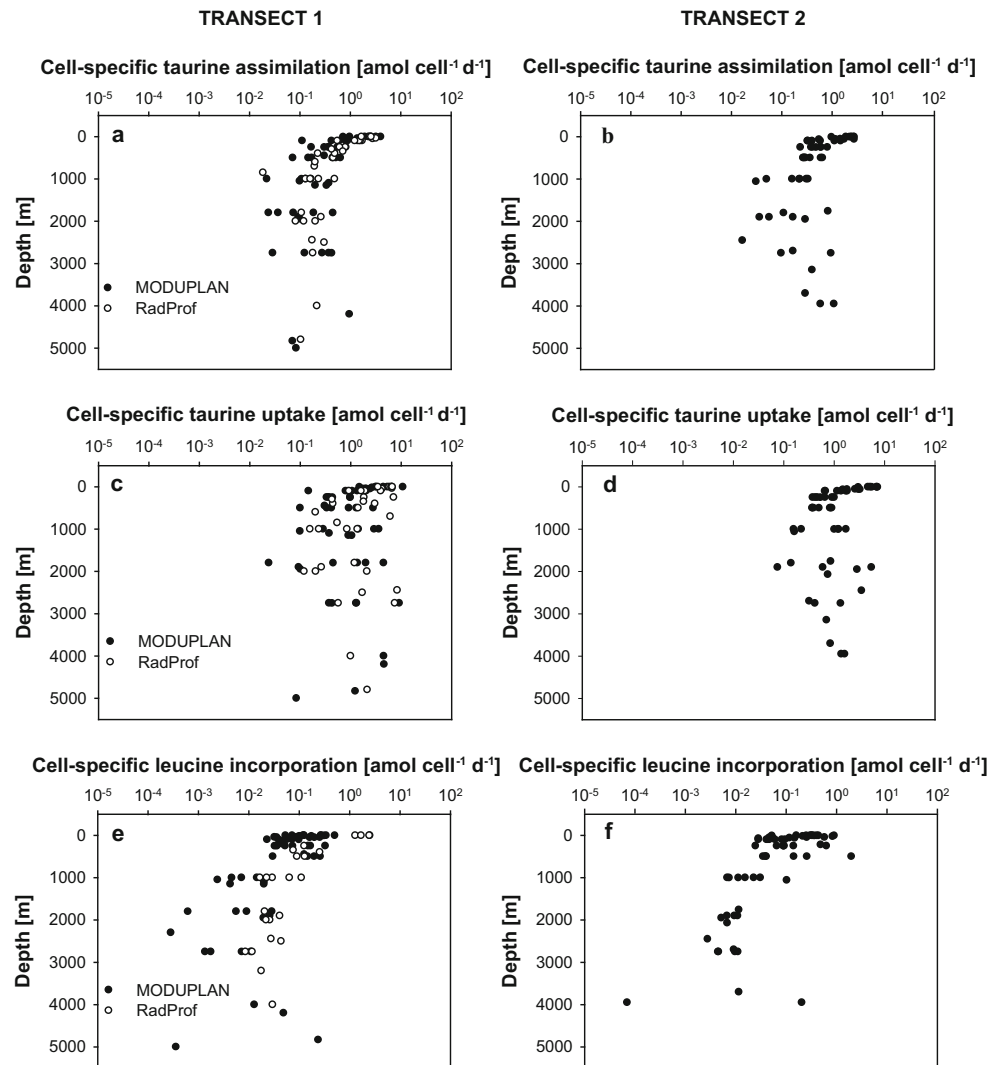 TRANSECT 1
TRANSECT 2
Cell-specific taurine assimilation [amol cell⁻¹ d⁻¹]
10⁻⁵ 10⁻⁴ 10⁻³ 10⁻² 10⁻¹ 10⁰ 10¹ 10²
a
Depth [m]
0
1000
2000
3000
4000
5000
MODUPLAN
RadProf
Cell-specific taurine assimilation [amol cell⁻¹ d⁻¹]
10⁻⁵ 10⁻⁴ 10⁻³ 10⁻² 10⁻¹ 10⁰ 10¹ 10²
b
Depth [m]
0
1000
2000
3000
4000
5000
Cell-specific taurine uptake [amol cell⁻¹ d⁻¹]
10⁻⁵ 10⁻⁴ 10⁻³ 10⁻² 10⁻¹ 10⁰ 10¹ 10²
c
Depth [m]
0
1000
2000
3000
4000
5000
MODUPLAN
RadProf
Cell-specific taurine uptake [amol cell⁻¹ d⁻¹]
10⁻⁵ 10⁻⁴ 10⁻³ 10⁻² 10⁻¹ 10⁰ 10¹ 10²
d
Depth [m]
0
1000
2000
3000
4000
5000
Cell-specific leucine incorporation [amol cell⁻¹ d⁻¹]
10⁻⁵ 10⁻⁴ 10⁻³ 10⁻² 10⁻¹ 10⁰ 10¹ 10²
e
Depth [m]
0
1000
2000
3000
4000
5000
MODUPLAN
RadProf
Cell-specific leucine incorporation [amol cell⁻¹ d⁻¹]
10⁻⁵ 10⁻⁴ 10⁻³ 10⁻² 10⁻¹ 10⁰ 10¹ 10²
f
Depth [m]
0
1000
2000
3000
4000
5000